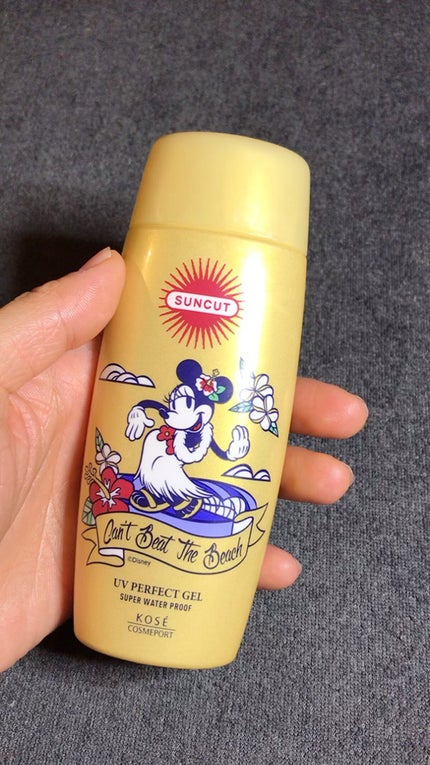 SUNCUT
Can't Beat The Beach
©Disney
UV PERFECT GEL
SUPER WATER PROOF
KOSÉ
COSMEPORT